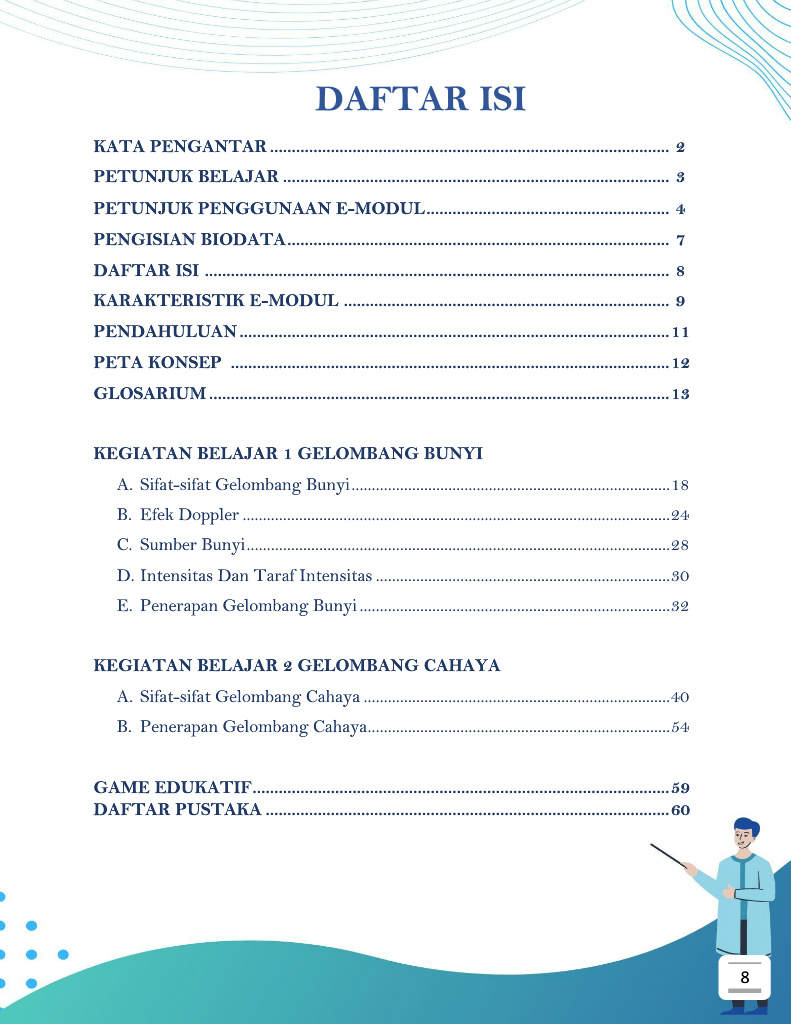 DAFTAR ISI
KATA PENGANTAR ........................................................................ 2
PETUNJUK BELAJAR ...................................................................... 3
PETUNJUK PENGGUNAAN E-MODUL............................................ 4
PENGISIAN BIODATA..................................................................... 7
DAFTAR ISI .................................................................................... 8
KARAKTERISTIK E-MODUL ........................................................... 9
PENDAHULUAN .............................................................................. 11
PETA KONSEP ............................................................................... 12
GLOSARIUM ................................................................................... 13
KEGIATAN BELAJAR 1 GELOMBANG BUNYI
A. Sifat-sifat Gelombang Bunyi..........................................................18
B. Efek Doppler ................................................................................24
C. Sumber Bunyi...............................................................................28
D. Intensitas Dan Taraf Intensitas .....................................................30
E. Penerapan Gelombang Bunyi ........................................................32
KEGIATAN BELAJAR 2 GELOMBANG CAHAYA
A. Sifat-sifat Gelombang Cahaya .......................................................40
B. Penerapan Gelombang Cahaya......................................................54
GAME EDUKATIF............................................................................59
DAFTAR PUSTAKA .........................................................................60
8